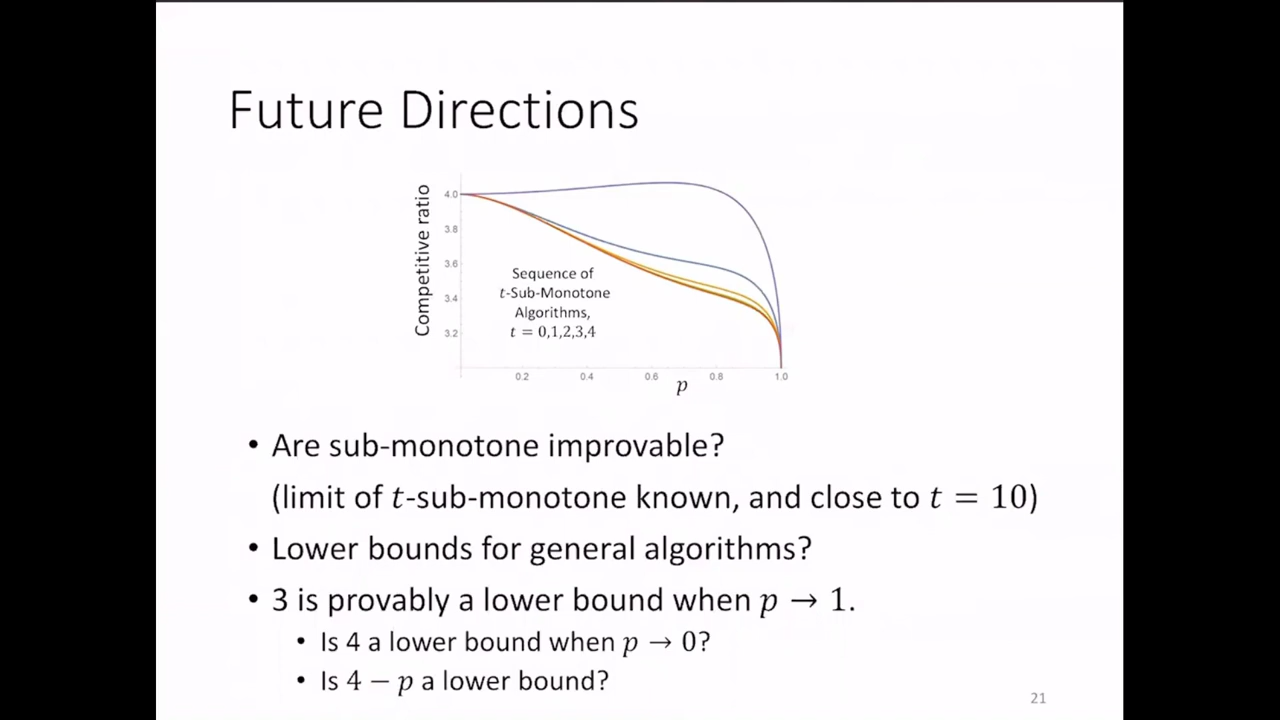 Future Directions
Competitive ratio
4.0
3.8
3.6
3.4
3.2
Sequence of
t-Sub-Monotone
Algorithms,
t = 0,1,2,3,4
0.2 0.4 0.6 0.8 1.0
p
• Are sub-monotone improvable?
(limit of t-sub-monotone known, and close to t = 10)
• Lower bounds for general algorithms?
• 3 is provably a lower bound when p → 1.
• Is 4 a lower bound when p → 0?
• Is 4 − p a lower bound?
21